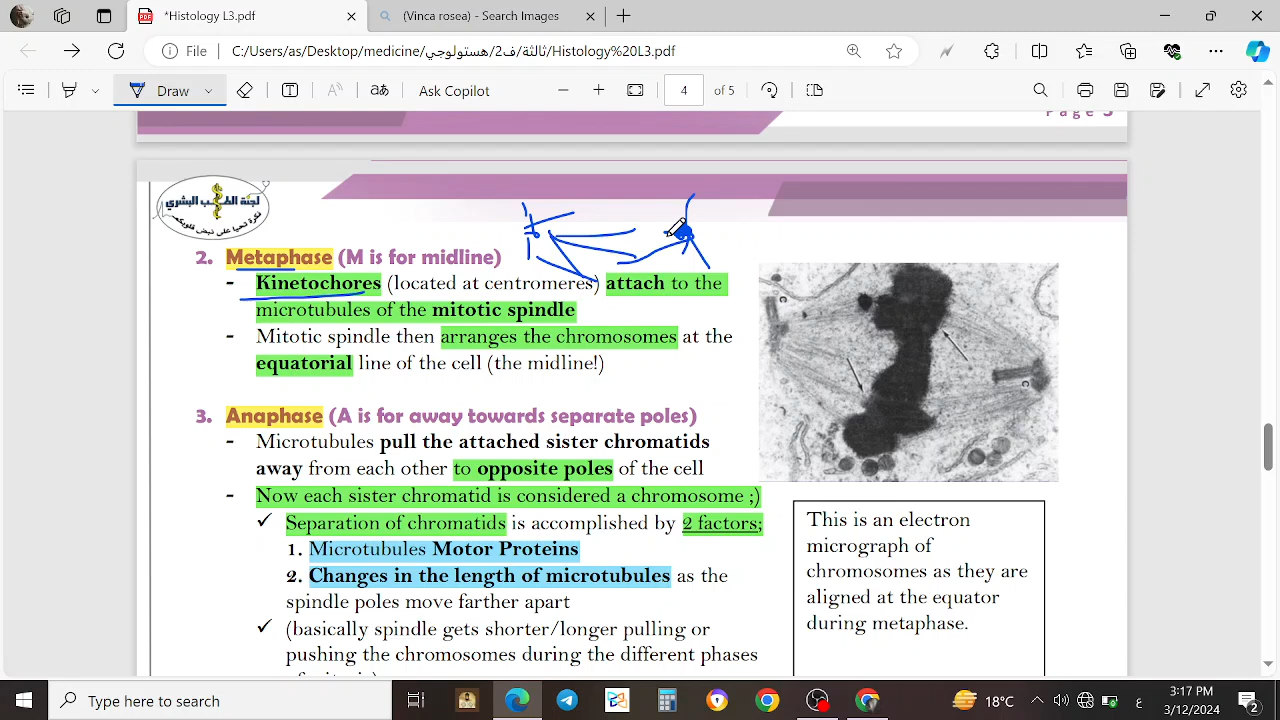 *Histology L3.pdf
(Vinca rosea) - Search
File
C:/Users/as/Desktop/medicine/ثالثة/ف2/هستولوجي/Histology%20L3.pdf
Draw
Ask Copilot
4
of 5
لجنة الطب البشري
2. Metaphase (M is for midline)
- Kinetochores (located at centromeres) attach to the
microtubules of the mitotic spindle
- Mitotic spindle then arranges the chromosomes at the
equatorial line of the cell (the midline!)
3. Anaphase (A is for away towards separate poles)
- Microtubules pull the attached sister chromatids
away from each other to opposite poles of the cell
- Now each sister chromatid is considered a chromosome ;)
✓ Separation of chromatids is accomplished by 2 factors;
1. Microtubules Motor Proteins
2. Changes in the length of microtubules as the
spindle poles move farther apart
✓ (basically spindle gets shorter/longer pulling or
pushing the chromosomes during the different phases
C
C
This is an electron
micrograph of
chromosomes as they are
aligned at the equator
during metaphase.
Type here to search
18°C
3:17 PM
3/12/2024
2